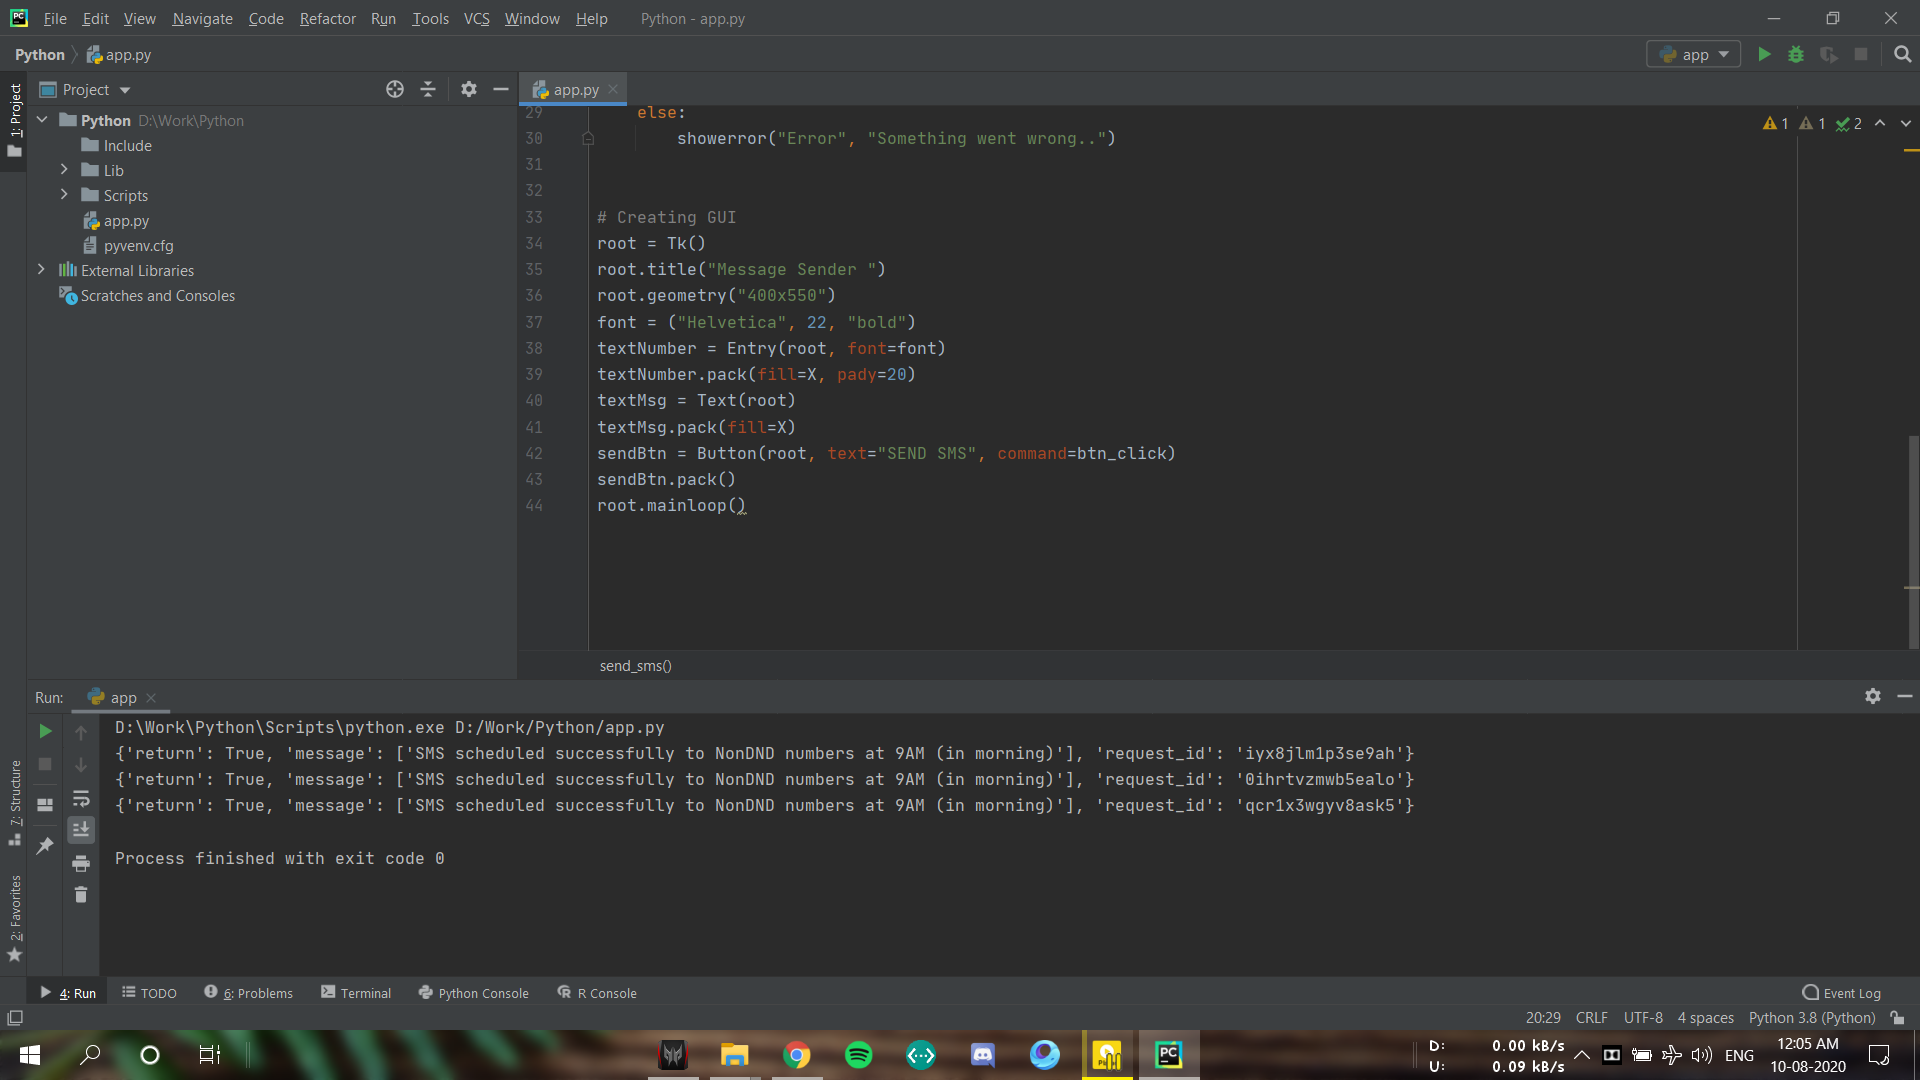 File Edit View Navigate Code Refactor Run Tools VCS Window Help Python - app.py
Python app.py app
1: Project
Project
app.py
Python D:\Work\Python
Include
Lib
Scripts
app.py
pyvenv.cfg
External Libraries
Scratches and Consoles
1 1 2
29 else:
30 showerror("Error", "Something went wrong..")
31
32
33 # Creating GUI
34 root = Tk()
35 root.title("Message Sender ")
36 root.geometry("400x550")
37 font = ("Helvetica", 22, "bold")
38 textNumber = Entry(root, font=font)
39 textNumber.pack(fill=X, pady=20)
40 textMsg = Text(root)
41 textMsg.pack(fill=X)
42 sendBtn = Button(root, text="SEND SMS", command=btn_click)
43 sendBtn.pack()
44 root.mainloop()
send_sms()
Run: app
D:\Work\Python\Scripts\python.exe D:/Work/Python/app.py
{'return': True, 'message': ['SMS scheduled successfully to NonDND numbers at 9AM (in morning)'], 'request_id': 'iyx8jlm1p3se9ah'}
{'return': True, 'message': ['SMS scheduled successfully to NonDND numbers at 9AM (in morning)'], 'request_id': '0ihrtvzmwb5ealo'}
{'return': True, 'message': ['SMS scheduled successfully to NonDND numbers at 9AM (in morning)'], 'request_id': 'qcr1x3wgyv8ask5'}
Process finished with exit code 0
7: Structure
2: Favorites
4: Run TODO 6: Problems Terminal Python Console R Console Event Log
20:29 CRLF UTF-8 4 spaces Python 3.8 (Python)
D: 0.00 kB/s
U: 0.09 kB/s
ENG
12:05 AM
10-08-2020